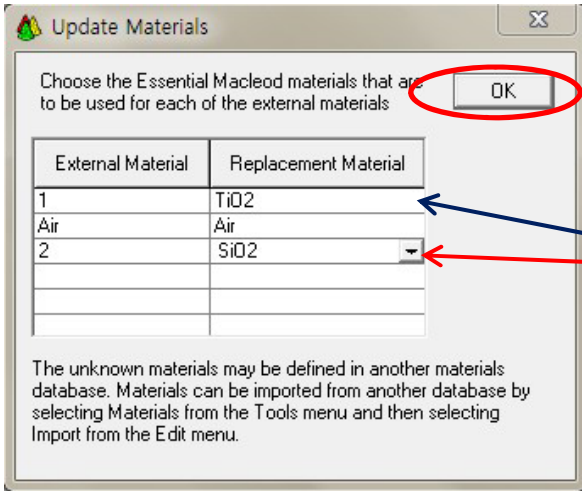 Update Materials
Choose the Essential Macleod materials that are
to be used for each of the external materials
OK
External Material Replacement Material
1 TiO2
Air Air
2 SiO2
The unknown materials may be defined in another materials
database. Materials can be imported from another database by
selecting Materials from the Tools menu and then selecting
Import from the Edit menu.